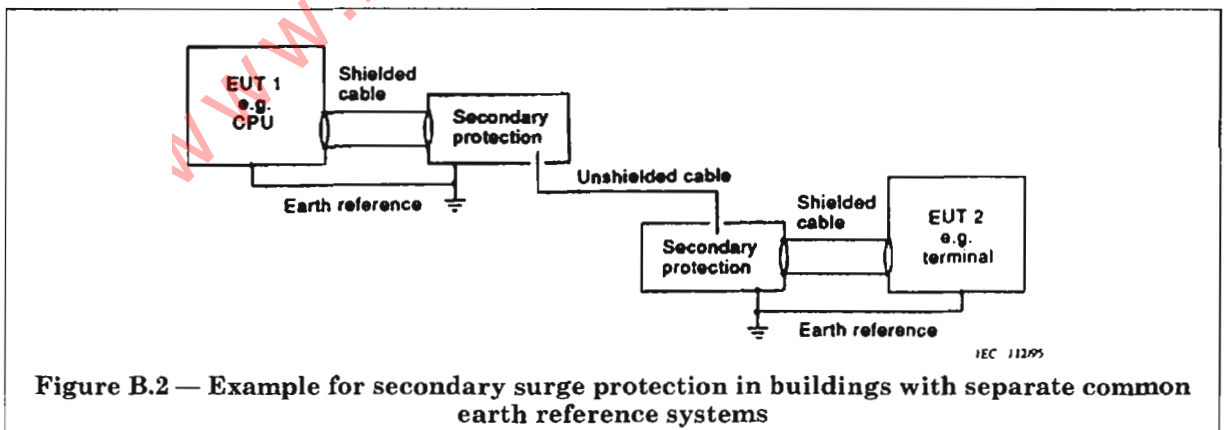 www.
EUT 1
e.g.
CPU
Shielded
cable
Secondary
protection
Earth reference
Unshielded cable
Secondary
protection
Shielded
cable
EUT 2
e.g.
terminal
Earth reference
IEC 112/95
Figure B.2 — Example for secondary surge protection in buildings with separate common
earth reference systems